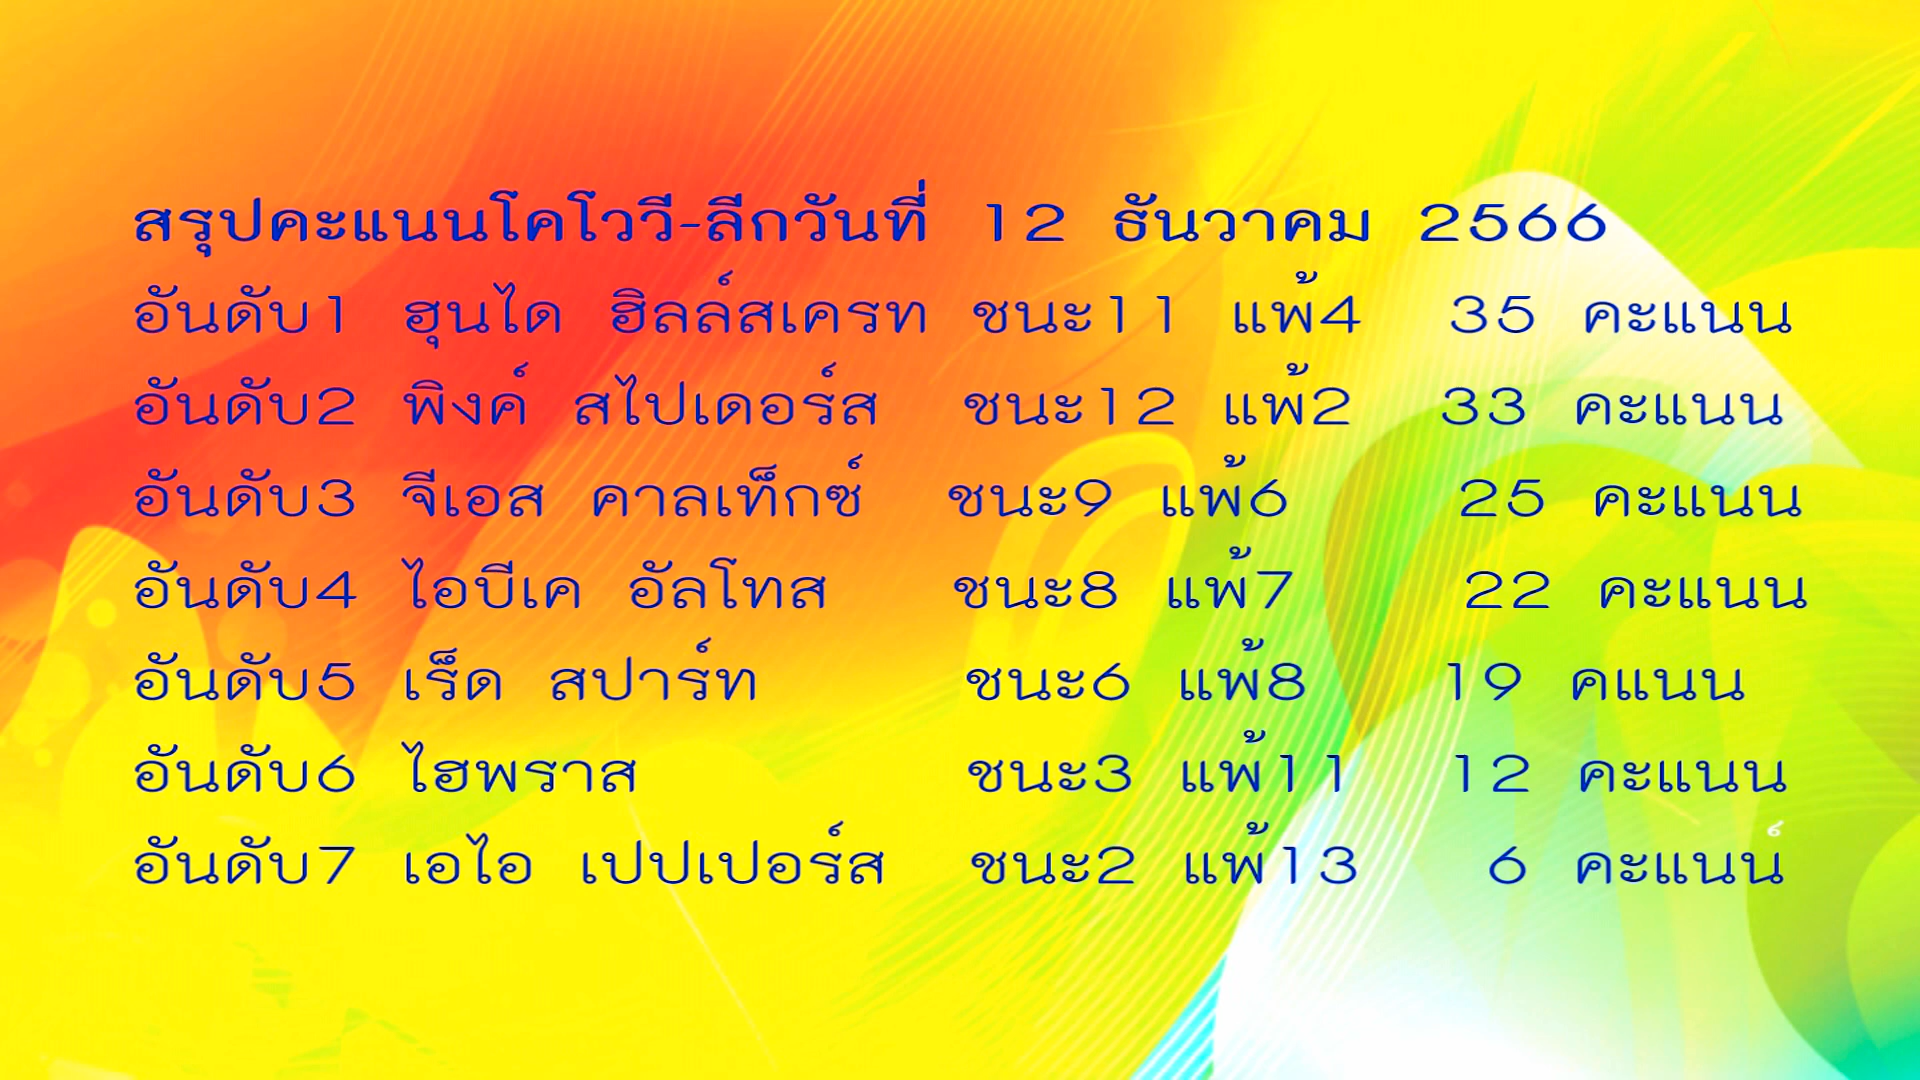 สรุปคะแนนโคโววี-ลีกวันที่ 12 ธันวาคม 2566
อันดับ1 ฮุนได ฮิลล์สเครท ชนะ11 แพ้4 35 คะแนน
อันดับ2 พิงค์ สไปเดอร์ส ชนะ12 แพ้2 33 คะแนน
อันดับ3 จีเอส คาลเท็กซ์ ชนะ9 แพ้6 25 คะแนน
อันดับ4 ไอบีเค อัลโทส ชนะ8 แพ้7 22 คะแนน
อันดับ5 เร็ด สปาร์ท ชนะ6 แพ้8 19 คแนน
อันดับ6 ไฮพราส ชนะ3 แพ้11 12 คะแนน
อันดับ7 เอไอ เปปเปอร์ส ชนะ2 แพ้13 6 คะแนน์